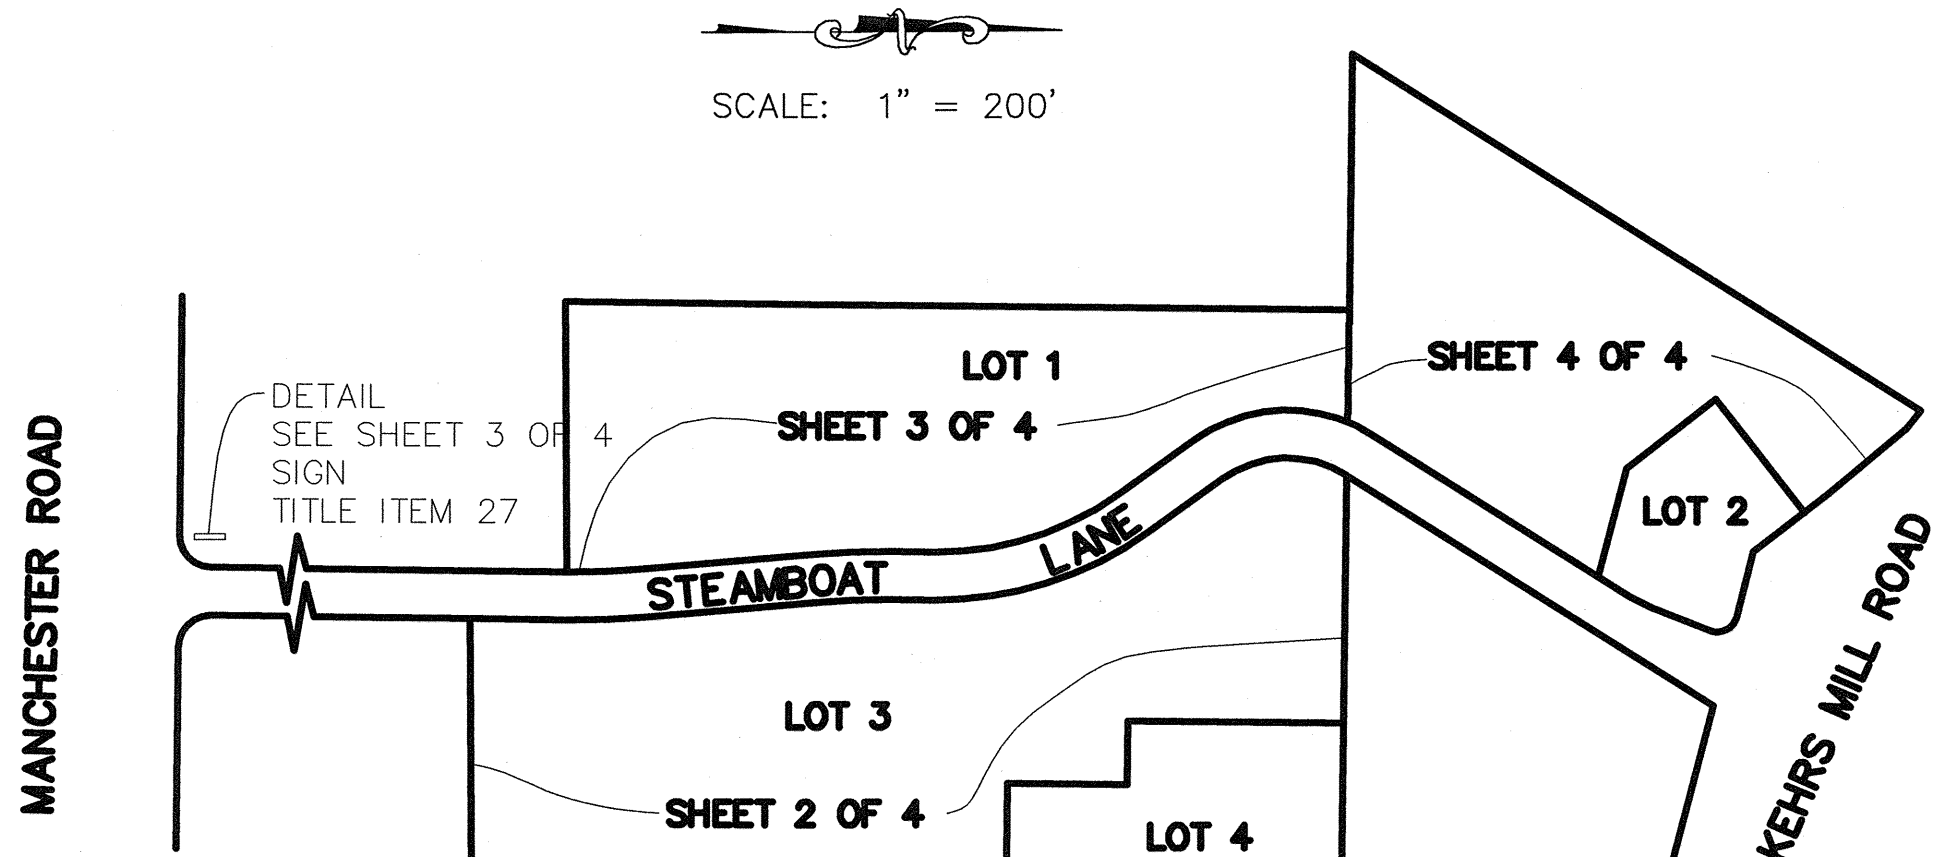 SCALE: 1" = 200'
LOT 1
SHEET 4 OF 4
DETAIL
SEE SHEET 3 OF 4
SIGN
TITLE ITEM 27
SHEET 3 OF 4
MANCHESTER ROAD
LOT 2
STEAMBOAT LANE
KEHRS MILL ROAD
LOT 3
SHEET 2 OF 4
LOT 4